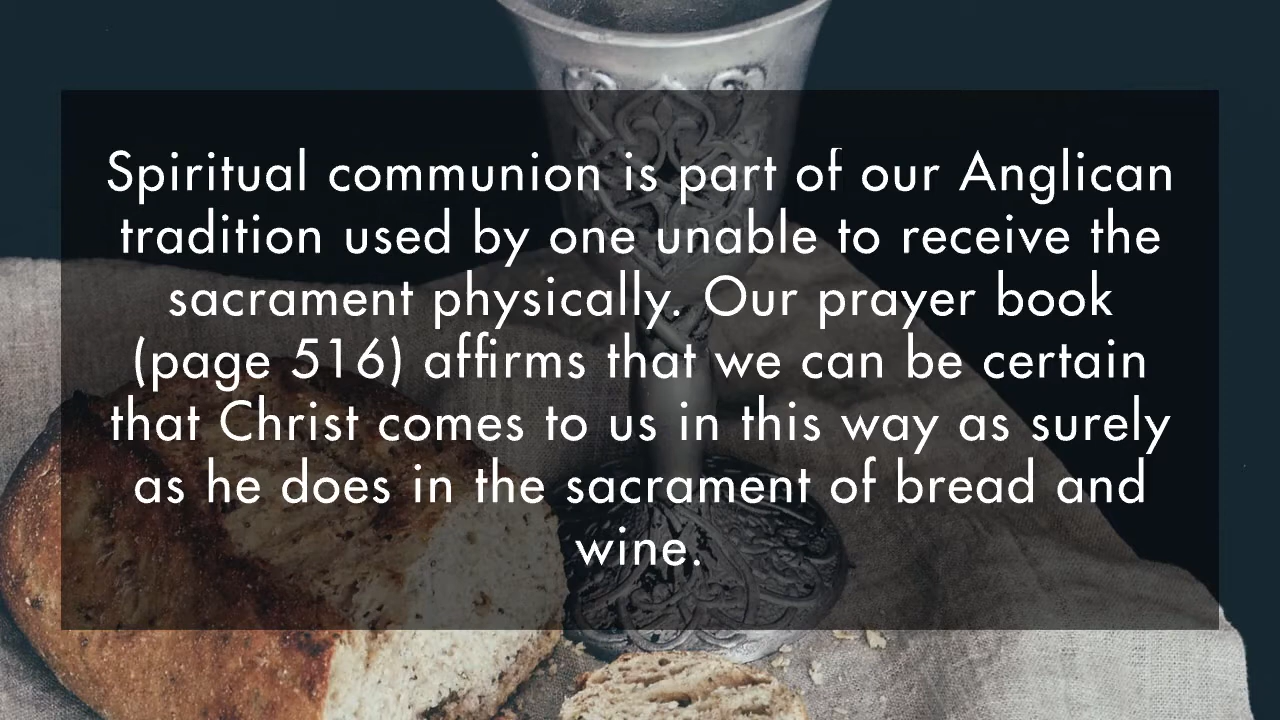 Spiritual communion is part of our Anglican
tradition used by one unable to receive the
sacrament physically. Our prayer book
(page 516) affirms that we can be certain
that Christ comes to us in this way as surely
as he does in the sacrament of bread and
wine.